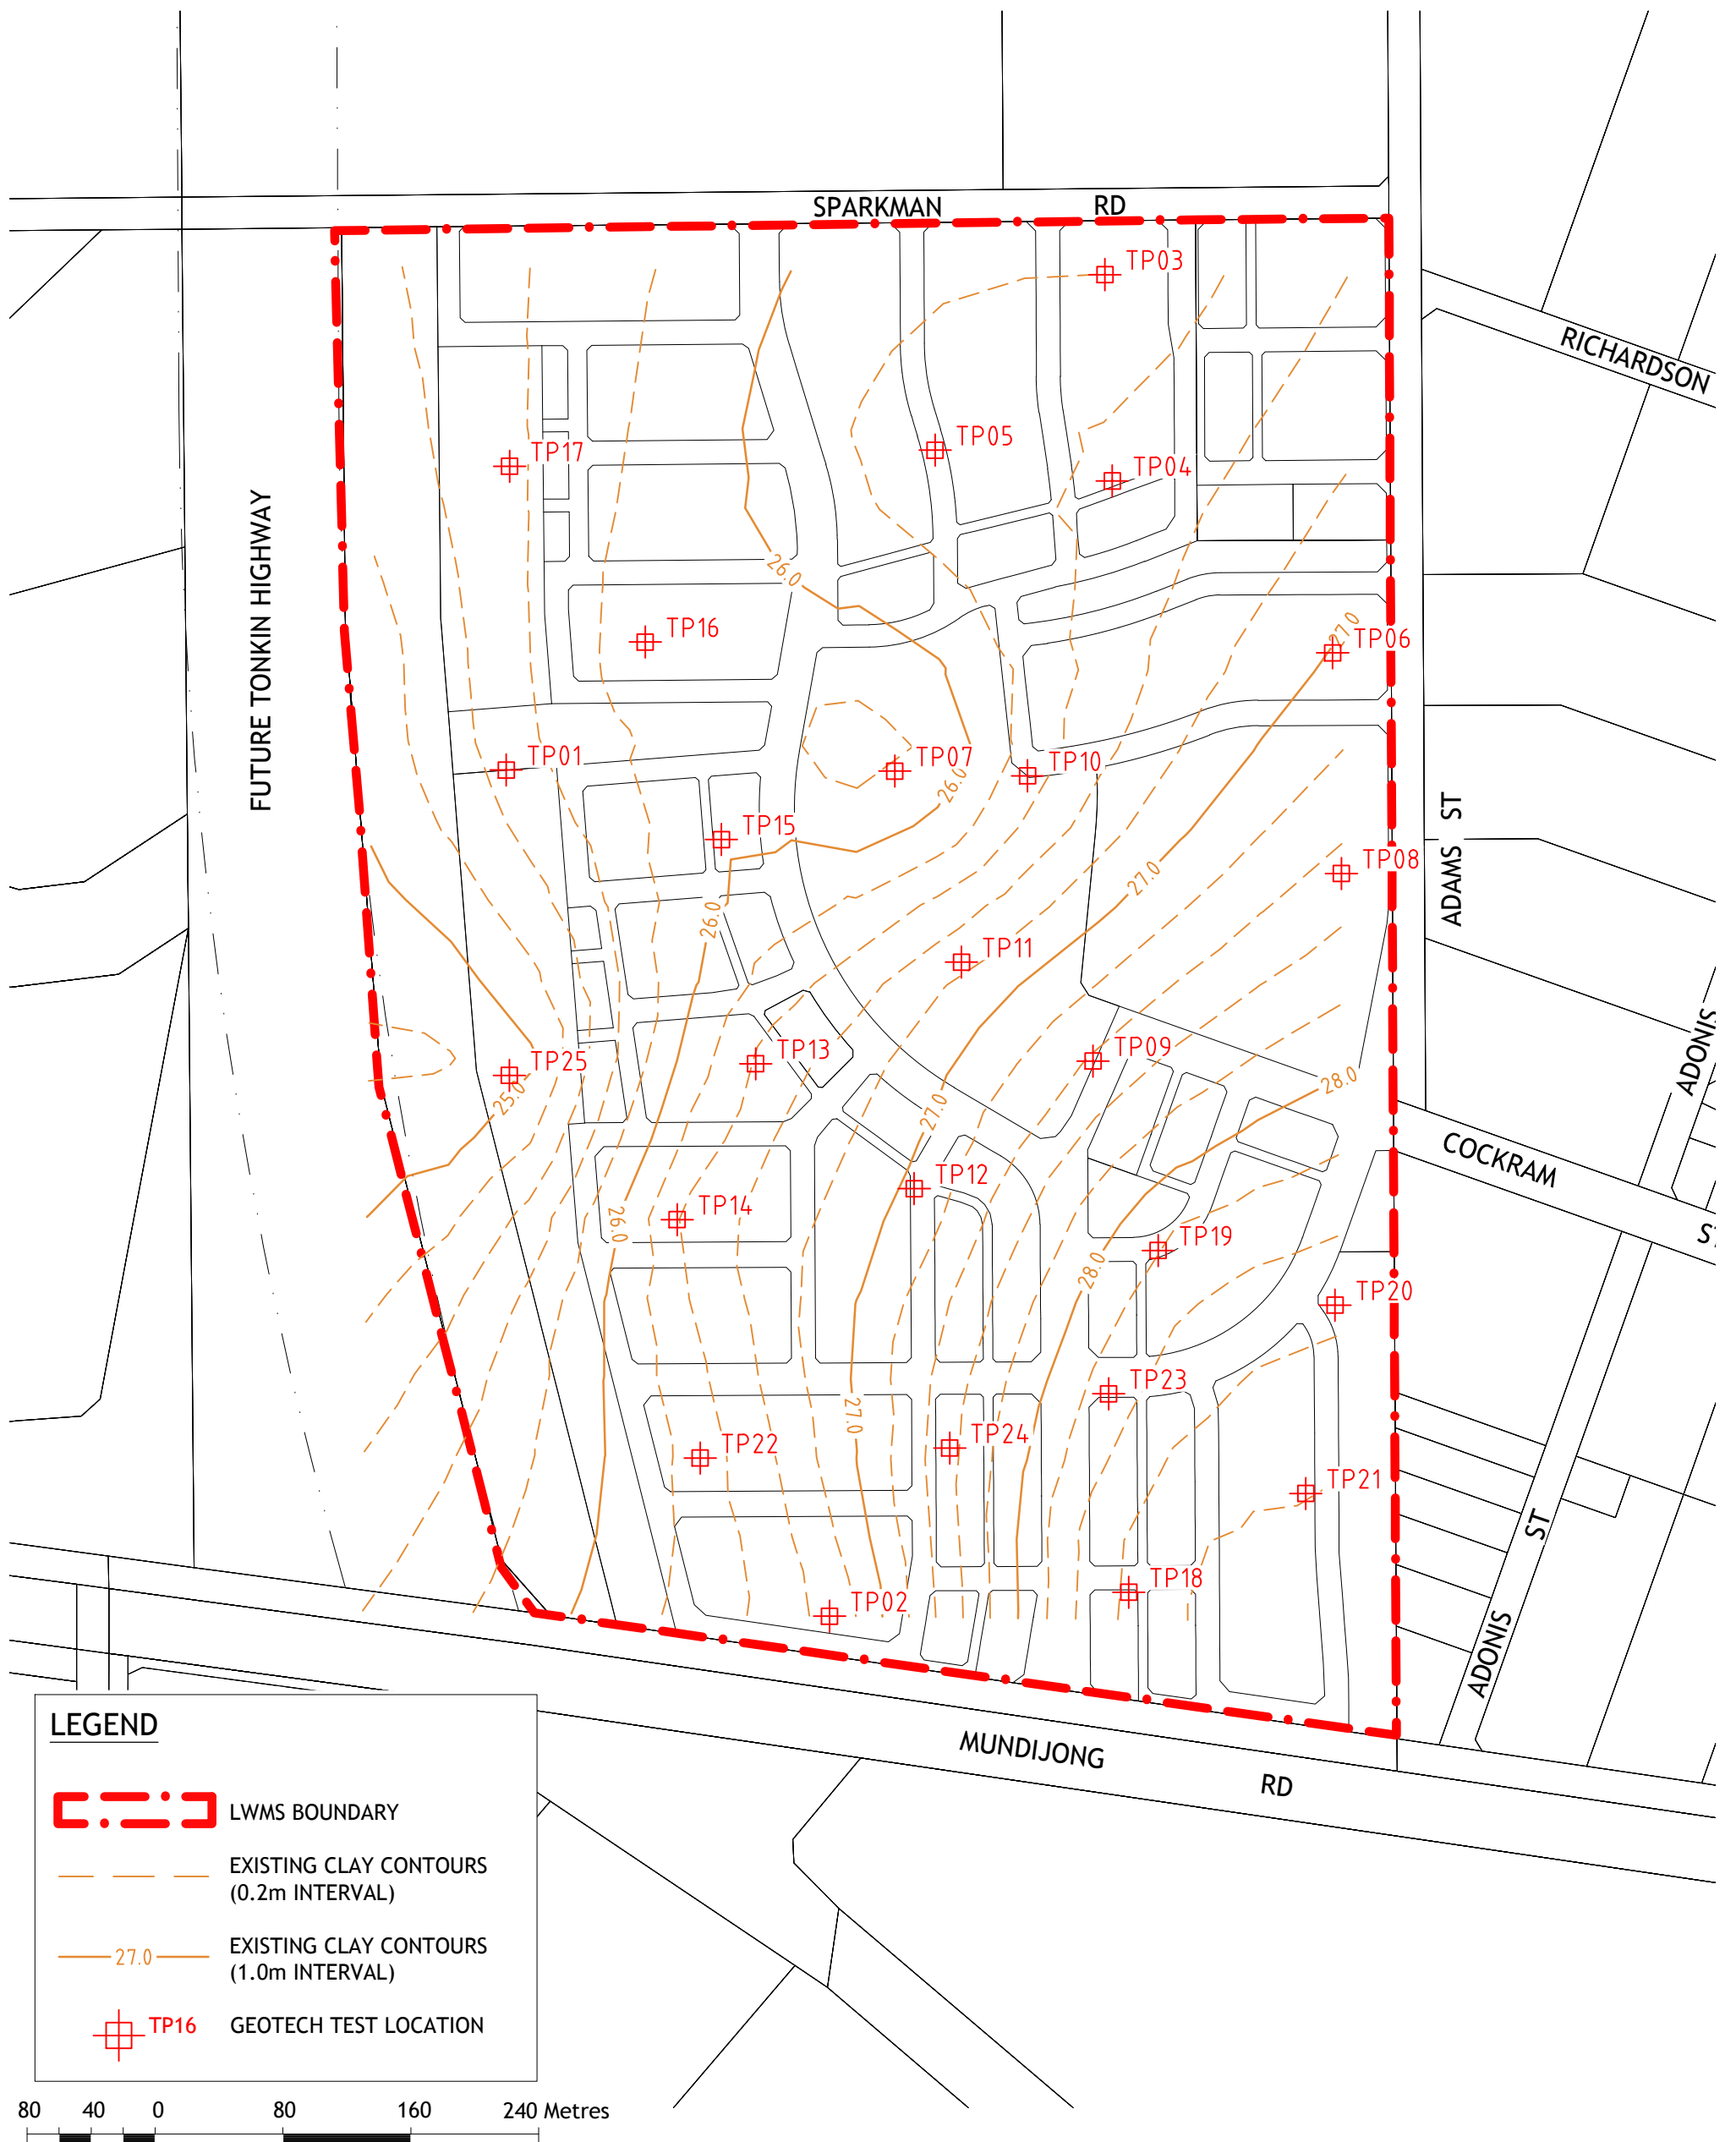 SPARKMAN RD
TP03
RICHARDSON
TP05
TP17
TP04
FUTURE TONKIN HIGHWAY
26.0
27.0
TP06
TP16
TP01
TP07
TP10
26.0
ADAMS ST
TP15
TP08
27.0
26.0
TP11
ADONIS
TP13
TP09
TP25
25.0
28.0
27.0
COCKRAM ST
TP12
TP14
26.0
TP19
28.0
TP20
TP23
27.0
TP24
TP22
TP21
ADONIS ST
TP18
TP02
MUNDIJONG RD
LEGEND
LWMS BOUNDARY
EXISTING CLAY CONTOURS
(0.2m INTERVAL)
27.0 EXISTING CLAY CONTOURS
(1.0m INTERVAL)
TP16 GEOTECH TEST LOCATION
80 40 0 80 160 240 Metres